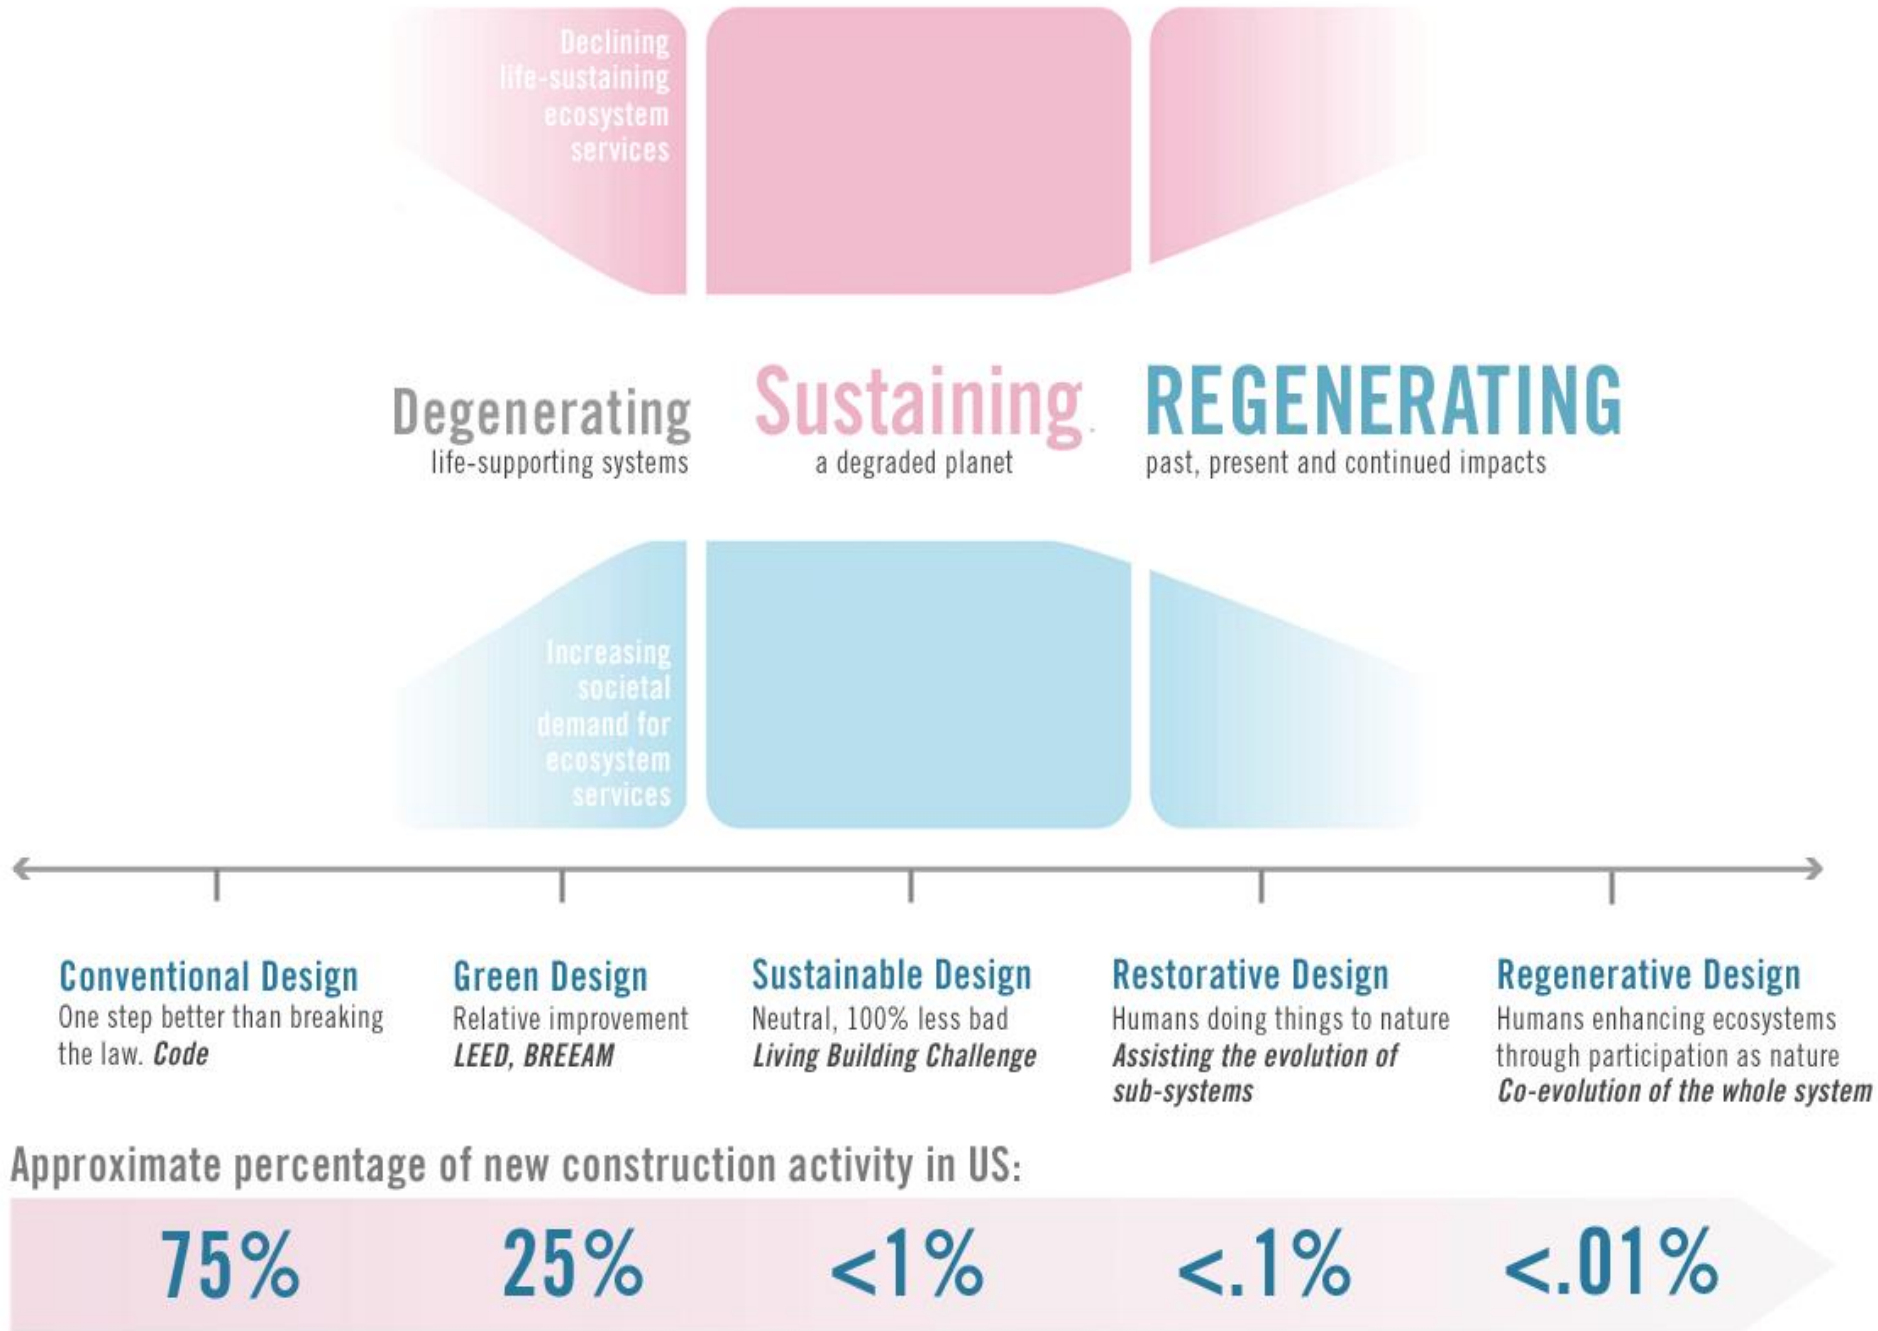 Declining
life-sustaining
ecosystem
services
Degenerating
life-supporting systems
Sustaining
a degraded planet
REGENERATING
past, present and continued impacts
Increasing
societal
demand for
ecosystem
services
Conventional Design
One step better than breaking
the law. Code
Green Design
Relative improvement
LEED, BREEAM
Sustainable Design
Neutral, 100% less bad
Living Building Challenge
Restorative Design
Humans doing things to nature
Assisting the evolution of
sub-systems
Regenerative Design
Humans enhancing ecosystems
through participation as nature
Co-evolution of the whole system
Approximate percentage of new construction activity in US:
75% 25% <1% <.1% <.01%